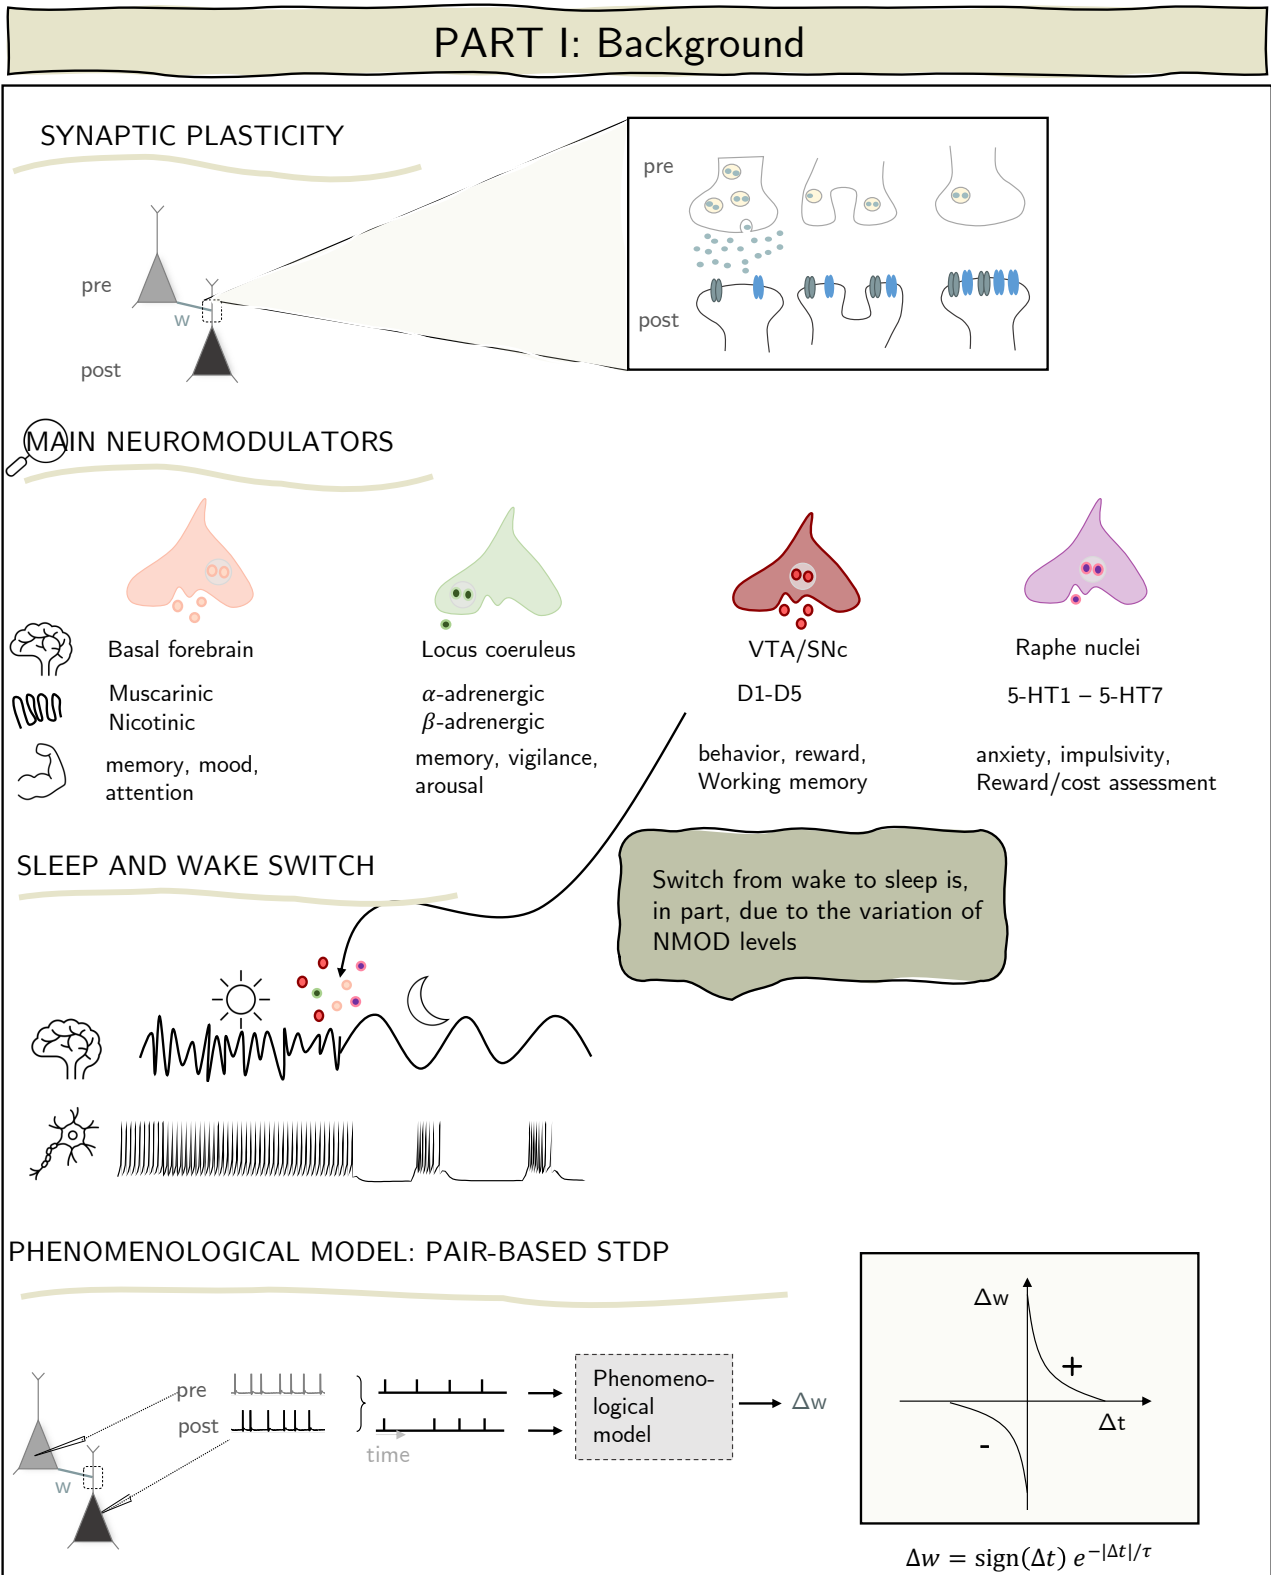 PART I: Background
SYNAPTIC PLASTICITY
pre
w
post
pre
post
MAIN NEUROMODULATORS
Basal forebrain
Locus coeruleus
VTA/SNc
Raphe nuclei
Muscarinic
Nicotinic
α-adrenergic
β-adrenergic
D1-D5
5-HT1 – 5-HT7
memory, mood,
attention
memory, vigilance,
arousal
behavior, reward,
Working memory
anxiety, impulsivity,
Reward/cost assessment
SLEEP AND WAKE SWITCH
Switch from wake to sleep is,
in part, due to the variation of
NMOD levels
PHENOMENOLOGICAL MODEL: PAIR-BASED STDP
pre
post
w
time
Phenomeno-
logical
model
Δw
Δw
+
Δt
-
Δw = sign(Δt) e^{−|Δt|/τ}